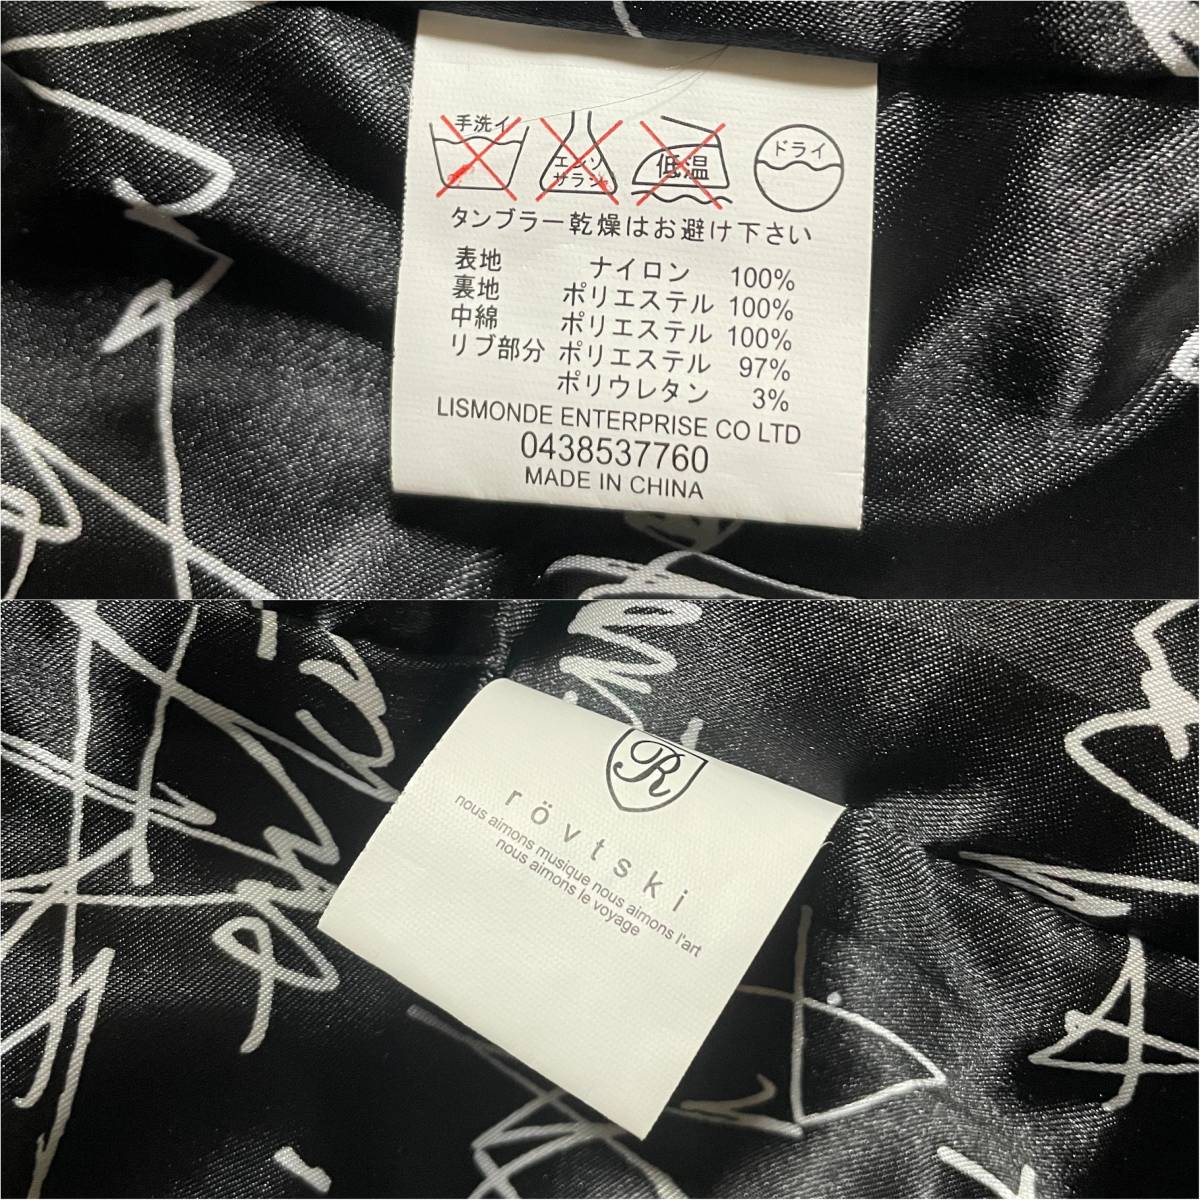 手洗イ
エンソ
サラシ
低温
ドライ
タンブラー乾燥はお避け下さい
表地 ナイロン 100%
裏地 ポリエステル 100%
中綿 ポリエステル 100%
リブ部分 ポリエステル 97%
ポリウレタン 3%
LISMONDE ENTERPRISE CO LTD
0438537760
MADE IN CHINA
R
rövtski
nous aimons musique nous aimons l'art
nous aimons le voyage